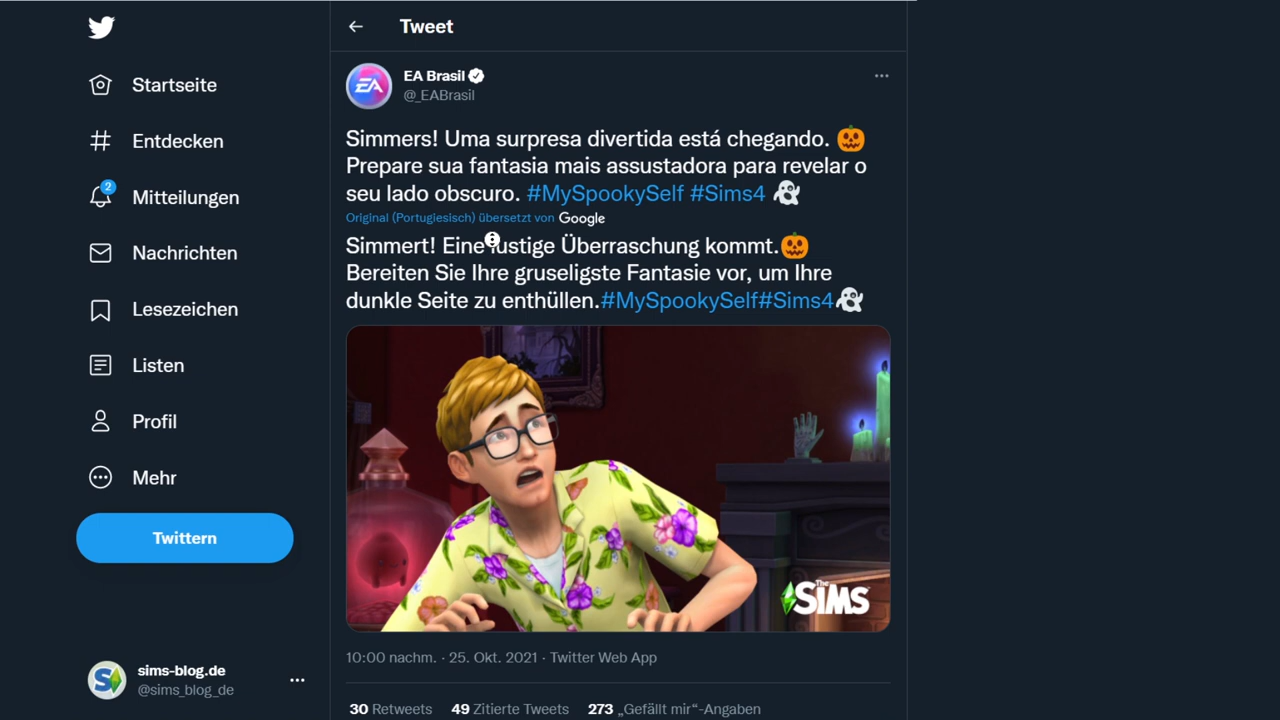 Tweet
Startseite
Entdecken
2
Mitteilungen
Nachrichten
Lesezeichen
Listen
Profil
Mehr
Twittern
sims-blog.de
@sims_blog_de
EA
EA Brasil
@_EABrasil
Simmers! Uma surpresa divertida está chegando. 🎃
Prepare sua fantasia mais assustadora para revelar o
seu lado obscuro. #MySpookySelf #Sims4 👻
Original (Portugiesisch) übersetzt von Google
Simmert! Eine lustige Überraschung kommt.🎃
Bereiten Sie Ihre gruseligste Fantasie vor, um Ihre
dunkle Seite zu enthüllen.#MySpookySelf#Sims4👻
The
SIMS
10:00 nachm. · 25. Okt. 2021 · Twitter Web App
30 Retweets 49 Zitierte Tweets 273 „Gefällt mir“-Angaben